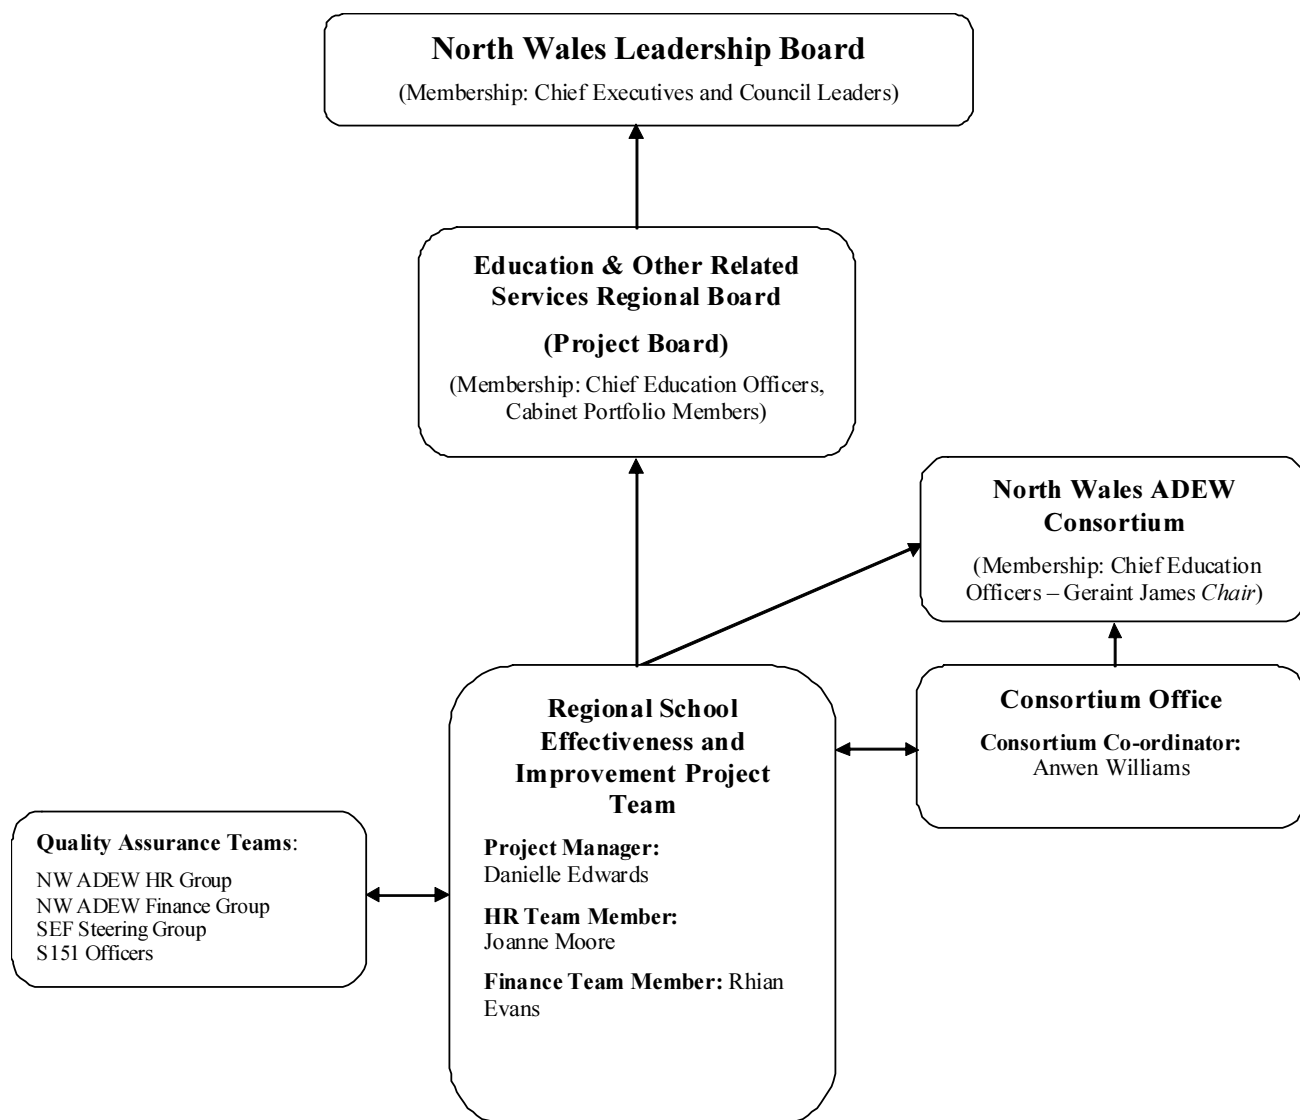 North Wales Leadership Board
(Membership: Chief Executives and Council Leaders)
Education & Other Related
Services Regional Board
(Project Board)
(Membership: Chief Education Officers,
Cabinet Portfolio Members)
North Wales ADEW
Consortium
(Membership: Chief Education
Officers – Geraint James Chair)
Regional School
Effectiveness and
Improvement Project
Team
Project Manager:
Danielle Edwards
HR Team Member:
Joanne Moore
Finance Team Member: Rhian
Evans
Consortium Office
Consortium Co-ordinator:
Anwen Williams
Quality Assurance Teams:
NW ADEW HR Group
NW ADEW Finance Group
SEF Steering Group
S151 Officers